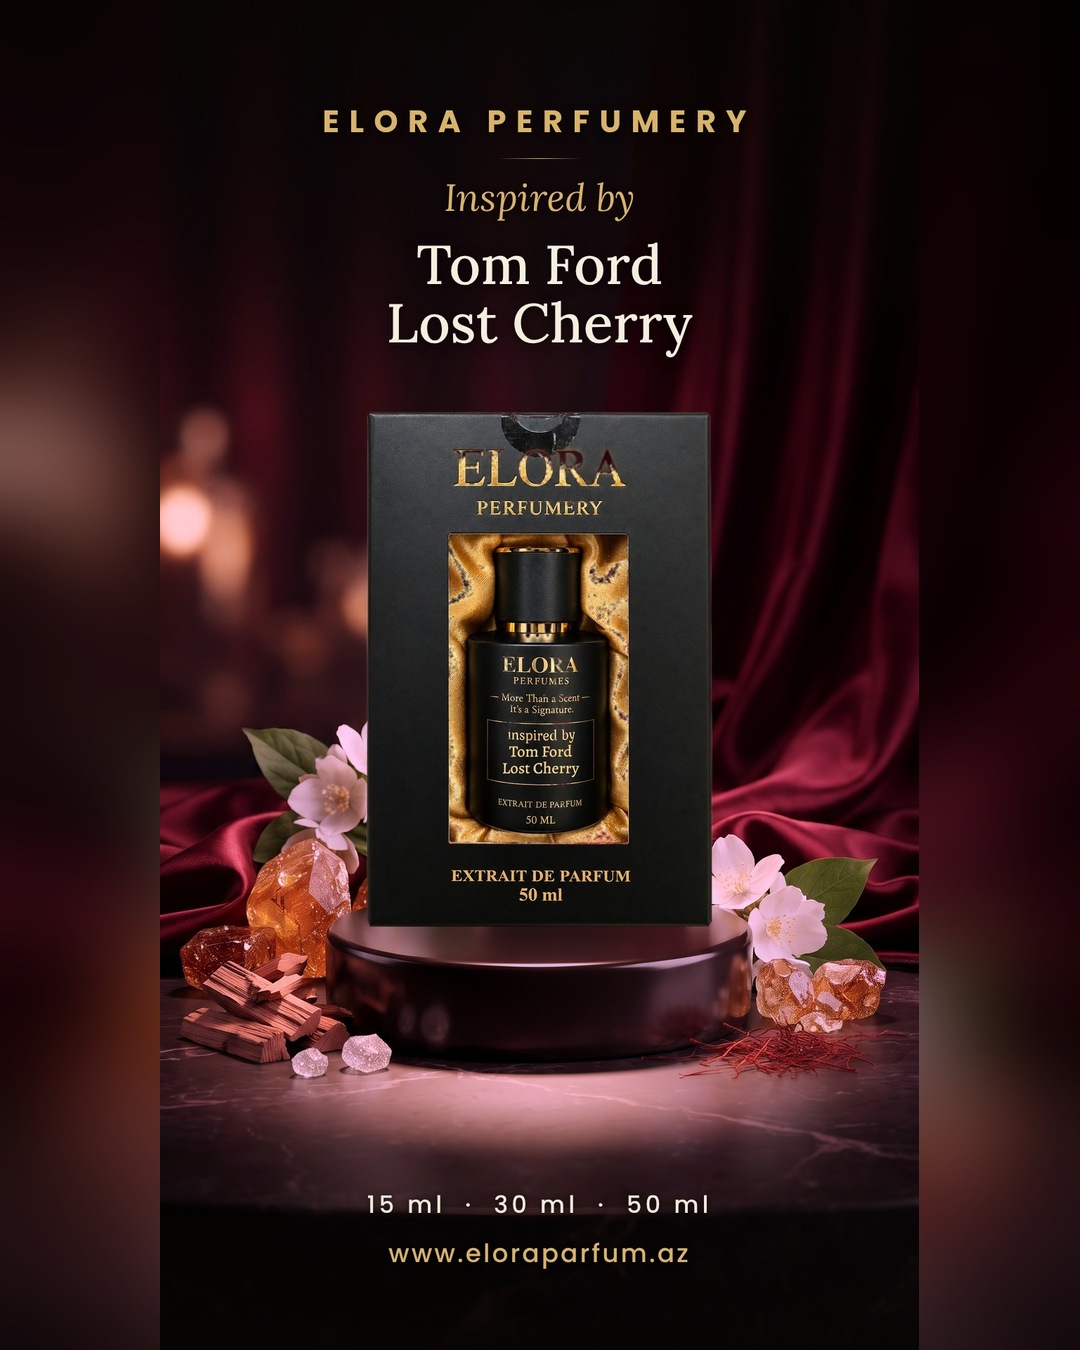 ELORA PERFUMERY
Inspired by
Tom Ford
Lost Cherry
ELORA
PERFUMERY
ELORA
PERFUMES
More Than a Scent
It's a Signature.
inspired by
Tom Ford
Lost Cherry
EXTRAIT DE PARFUM
50 ML
EXTRAIT DE PARFUM
50 ml
15 ml · 30 ml · 50 ml
www.eloraparfum.az